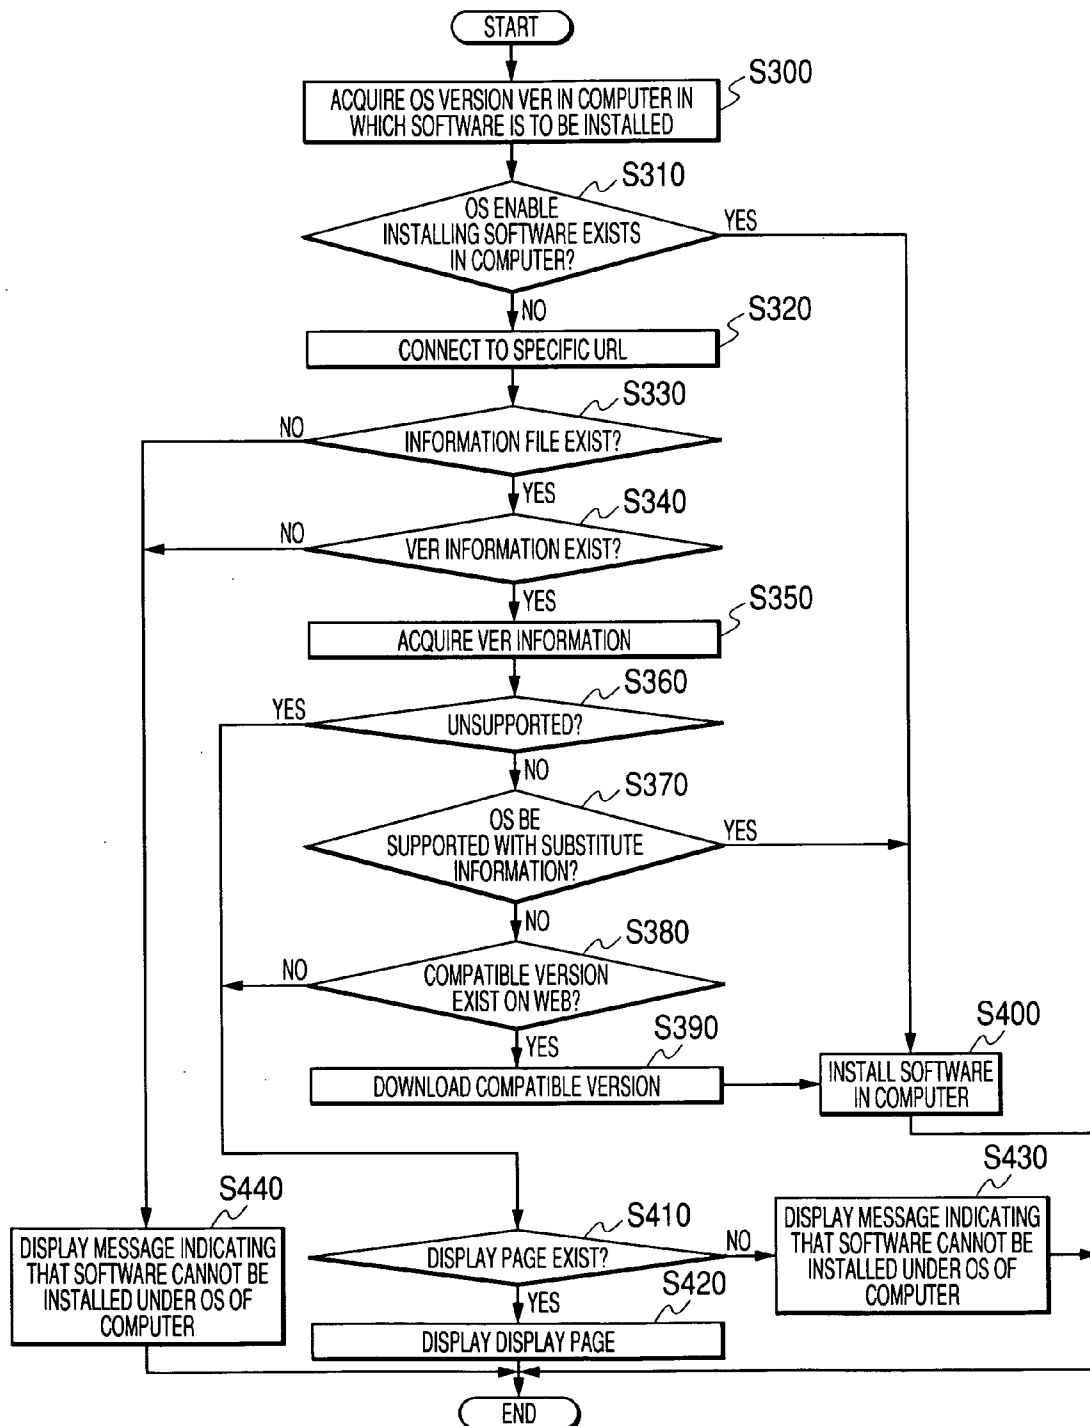 START
S300
ACQUIRE OS VERSION VER IN COMPUTER IN
WHICH SOFTWARE IS TO BE INSTALLED
S310
OS ENABLE
INSTALLING SOFTWARE EXISTS
IN COMPUTER?
YES
NO
S320
CONNECT TO SPECIFIC URL
S330
NO
INFORMATION FILE EXIST?
YES
S340
NO
VER INFORMATION EXIST?
YES
S350
ACQUIRE VER INFORMATION
S360
YES
UNSUPPORTED?
NO
S370
OS BE
SUPPORTED WITH SUBSTITUTE
INFORMATION?
YES
NO
S380
NO
COMPATIBLE VERSION
EXIST ON WEB?
YES
S390
DOWNLOAD COMPATIBLE VERSION
S400
INSTALL SOFTWARE
IN COMPUTER
S440
DISPLAY MESSAGE INDICATING
THAT SOFTWARE CANNOT BE
INSTALLED UNDER OS OF
COMPUTER
S410
DISPLAY PAGE EXIST?
NO
YES
S430
DISPLAY MESSAGE INDICATING
THAT SOFTWARE CANNOT BE
INSTALLED UNDER OS OF
COMPUTER
S420
DISPLAY DISPLAY PAGE
END